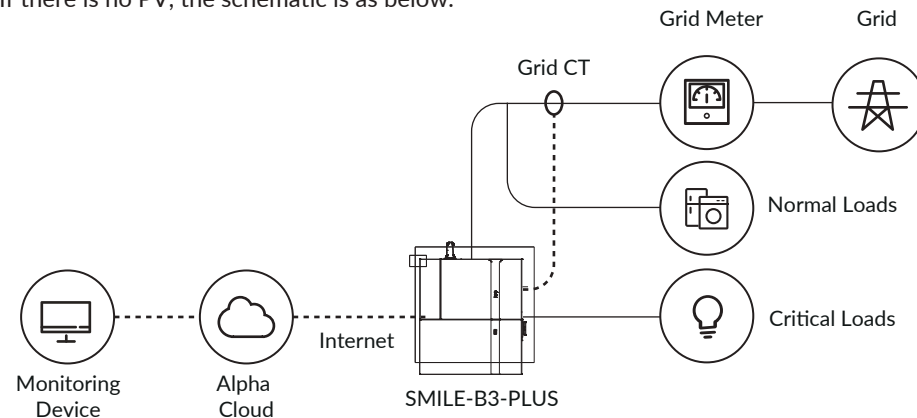 If there is no PV, the schematic is as below:
Grid Meter
Grid
Grid CT
Normal Loads
Critical Loads
Internet
Monitoring
Device
Alpha
Cloud
SMILE-B3-PLUS